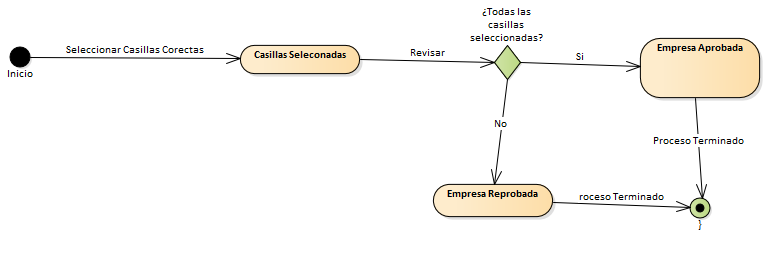 ¿Todas las
casillas
seleccionadas?
Seleccionar Casillas Corectas
Casillas Seleconadas
Revisar
Si
Empresa Aprobada
Inicio
No
Proceso Terminado
Empresa Reprobada
roceso Terminado
}